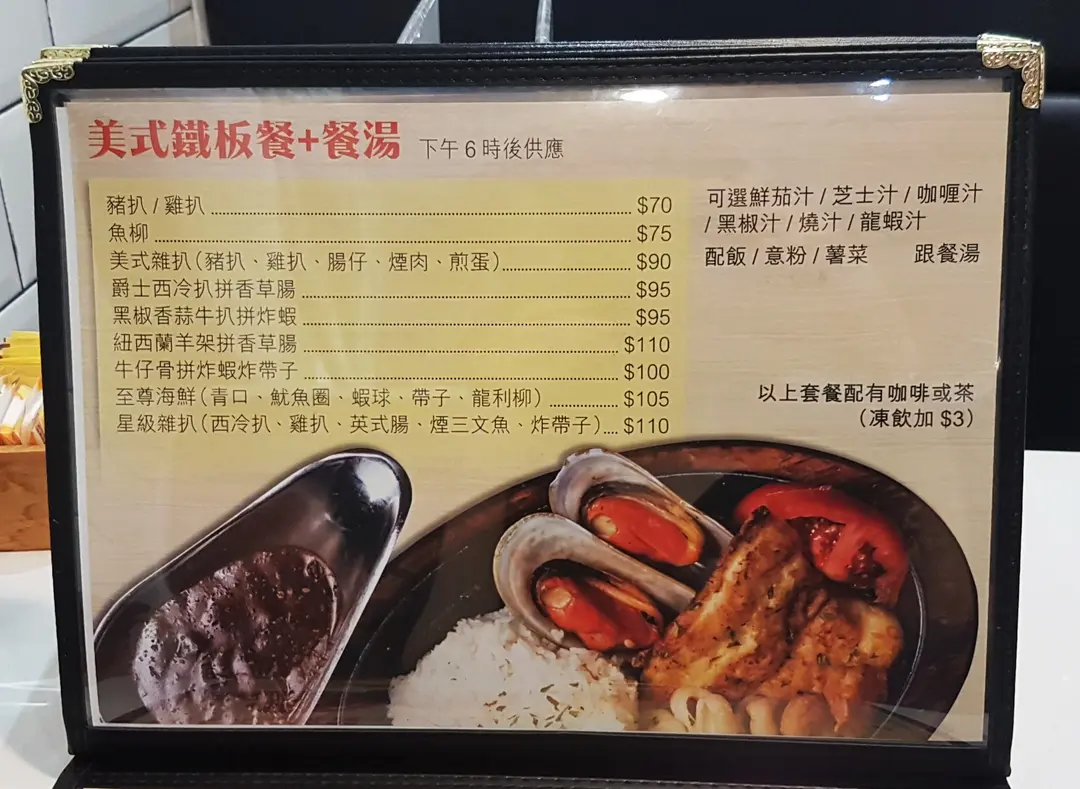 美式鐵板餐+餐湯 下午6時後供應
豬扒/雞扒 $70
魚柳 $75
美式雜扒(豬扒、雞扒、腸仔、煙肉、煎蛋) $90
爵士西冷扒拼香草腸 $95
黑椒香蒜牛扒拼炸蝦 $95
紐西蘭羊架拼香草腸 $110
牛仔骨拼炸蝦炸帶子 $100
至尊海鮮(青口、魷魚圈、蝦球、帶子、龍利柳) $105
星級雜扒(西冷扒、雞扒、英式腸、煙三文魚、炸帶子) $110
可選鮮茄汁/芝士汁/咖喱汁
/黑椒汁/燒汁/龍蝦汁
配飯/意粉/薯菜 跟餐湯
以上套餐配有咖啡或茶
(凍飲加 $3)